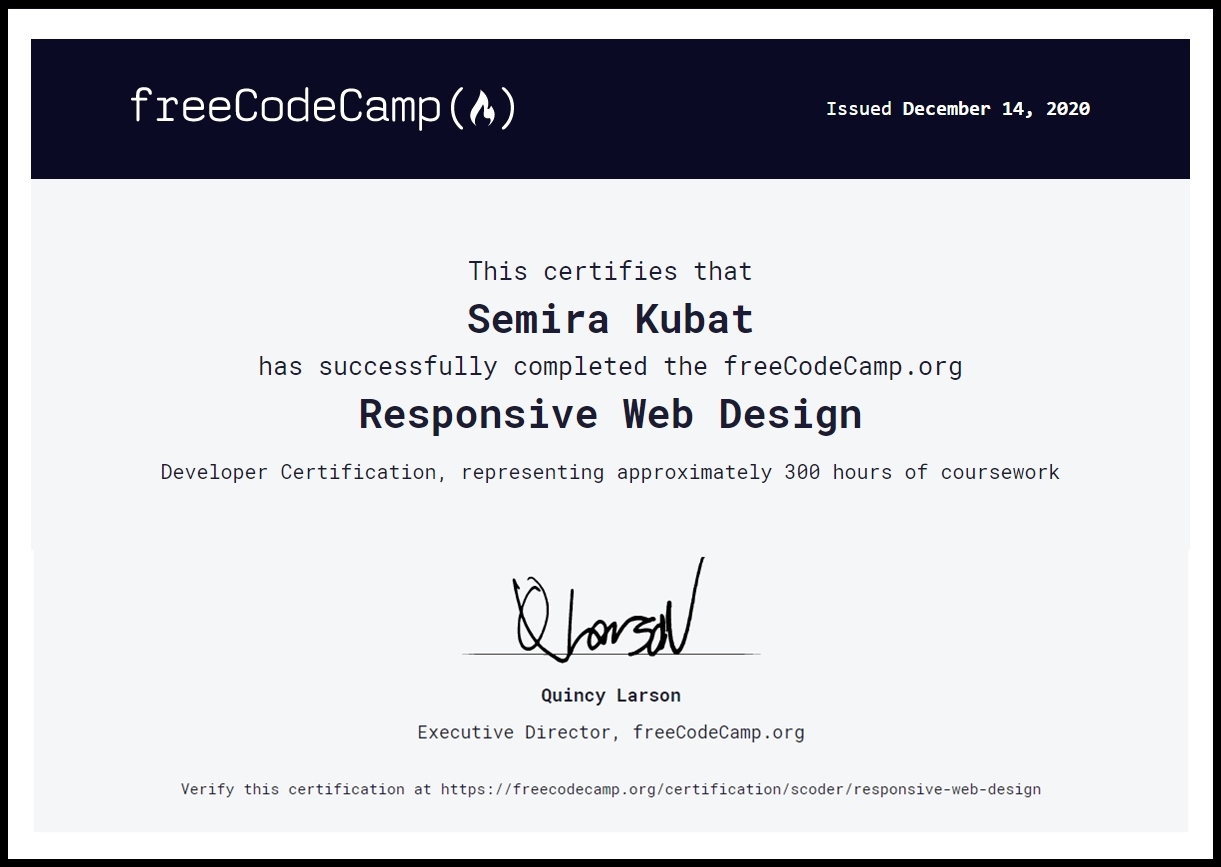 freeCodeCamp
Issued December 14, 2020
This certifies that
Semira Kubat
has successfully completed the freeCodeCamp.org
Responsive Web Design
Developer Certification, representing approximately 300 hours of coursework
Q Larson
Quincy Larson
Executive Director, freeCodeCamp.org
Verify this certification at https://freecodecamp.org/certification/scoder/responsive-web-design